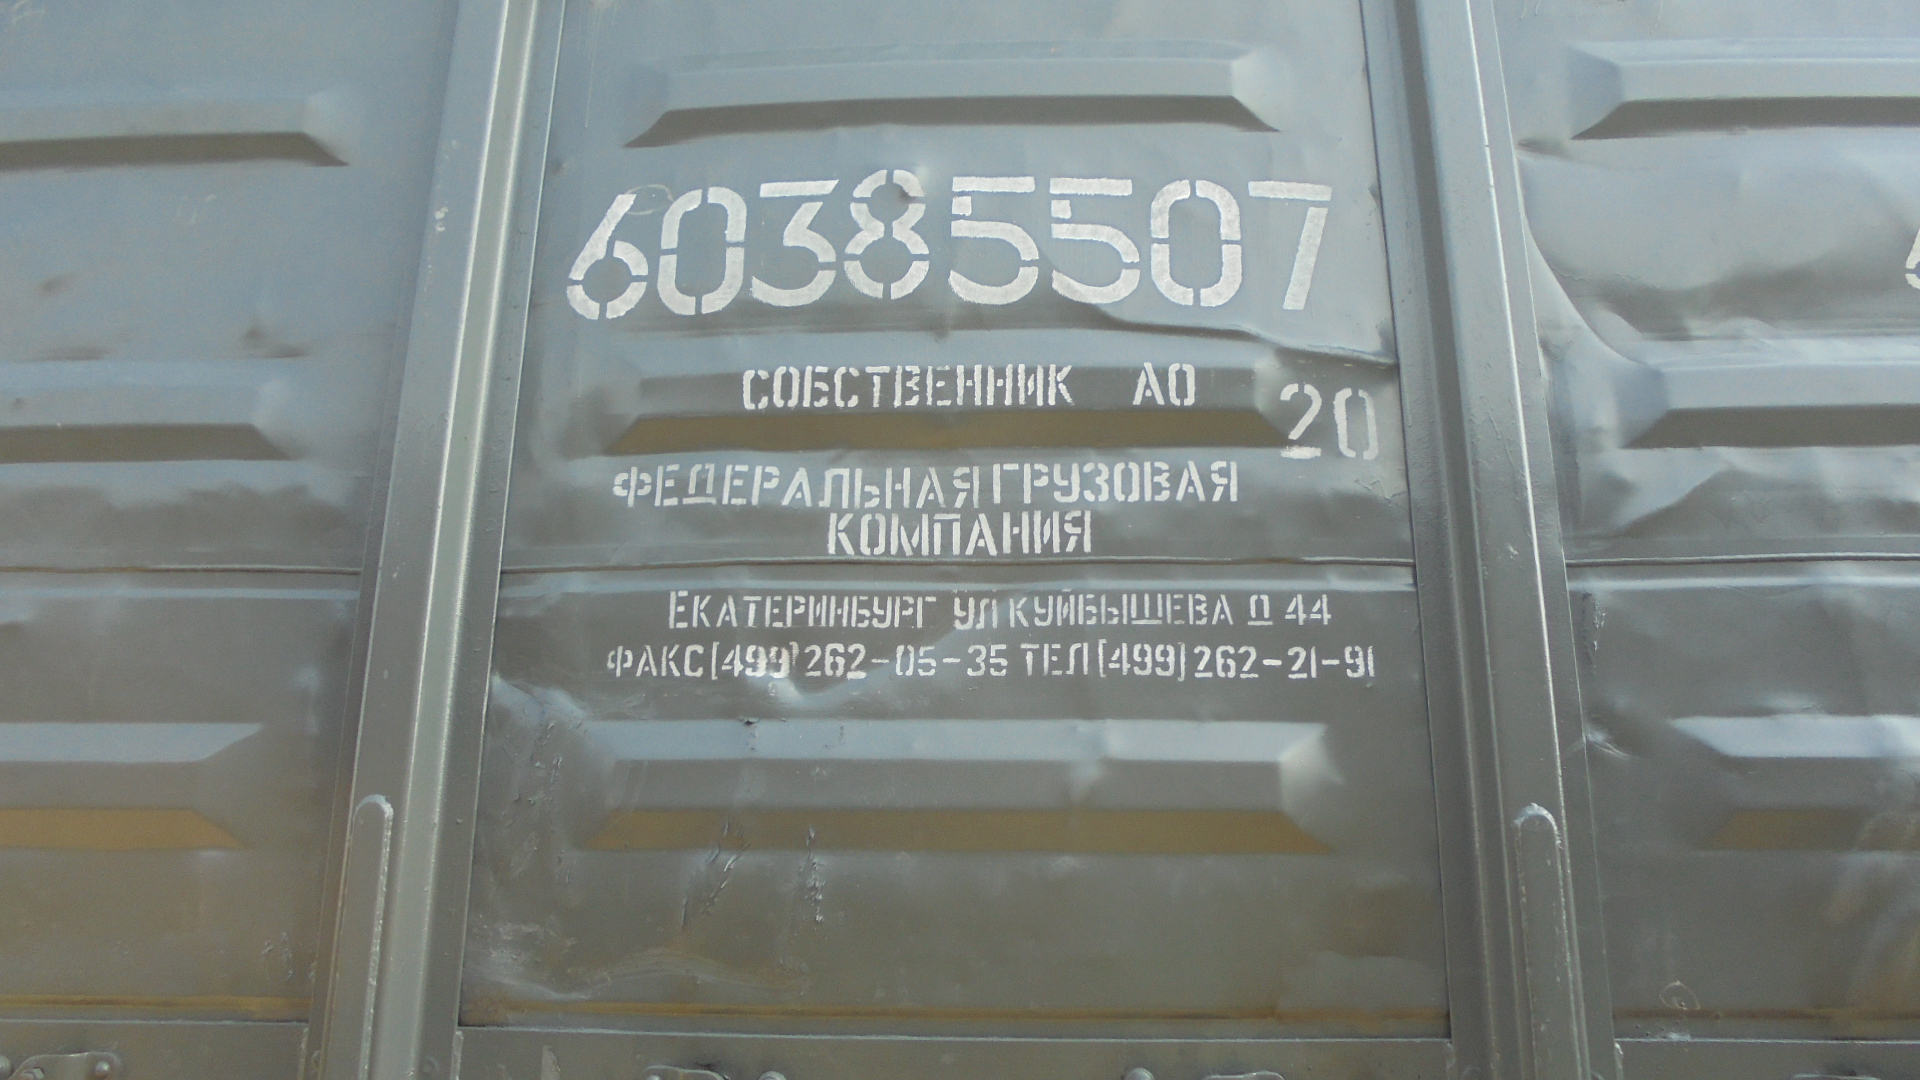 60385507
СОБСТВЕННИК АО
20
ФЕДЕРАЛЬНАЯ ГРУЗОВАЯ
КОМПАНИЯ
ЕКАТЕРИНБУРГ УЛ КУЙБЫШЕВА Д 44
ФАКС (499) 262-05-35 ТЕЛ (499) 262-21-91